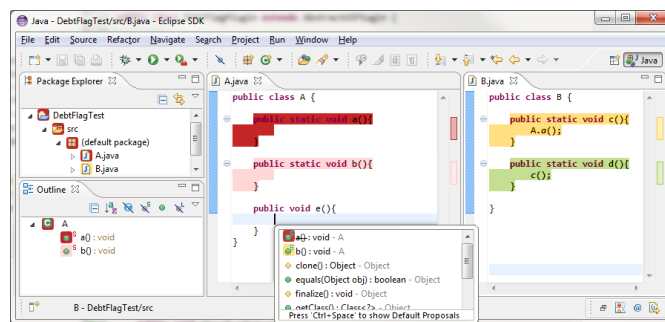 Java - DebtFlagTest/src/B.java - Eclipse SDK
File Edit Source Refactor Navigate Search Project Run Window Help
Java
Package Explorer
DebtFlagTest
src
(default package)
A.java
B.java
Outline
A
a() : void
b() : void
A.java
public class A {
public static void a(){
}
public static void b(){
}
public void e(){
}
}
a() : void - A
b() : void - A
clone() : Object - Object
equals(Object obj) : boolean - Object
finalize() : void - Object
getClass() : Class<?> - Object
Press 'Ctrl+Space' to show Default Proposals
B.java
public class B {
public static void c(){
A.a();
}
public static void d(){
c();
}
}
B - DebtFlagTest/src